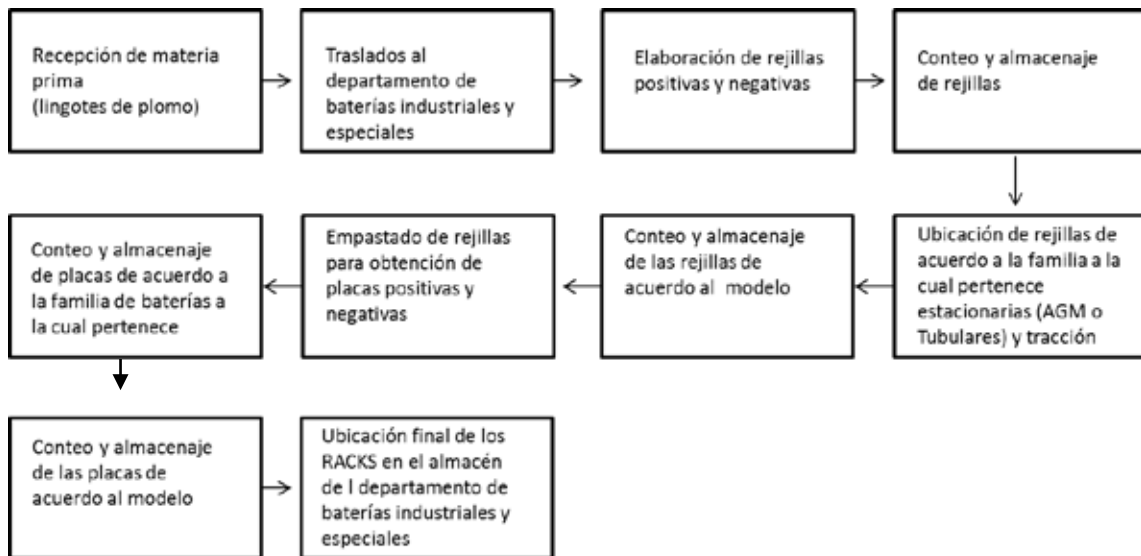 Recepción de materia
prima
(lingotes de plomo)
Traslados al
departamento de
baterías industriales y
especiales
Elaboración de rejillas
positivas y negativas
Conteo y almacenaje
de rejillas
Ubicación de rejillas de
acuerdo a la familia a la
cual pertenece
estacionarias (AGM o
Tubulares) y tracción
Conteo y almacenaje
de las rejillas de
acuerdo al modelo
Empastado de rejillas
para obtención de
placas positivas y
negativas
Conteo y almacenaje
de placas de acuerdo a
la familia de baterías a
la cual pertenece
Conteo y almacenaje
de las placas de
acuerdo al modelo
Ubicación final de los
RACKS en el almacén
de l departamento de
baterías industriales y
especiales